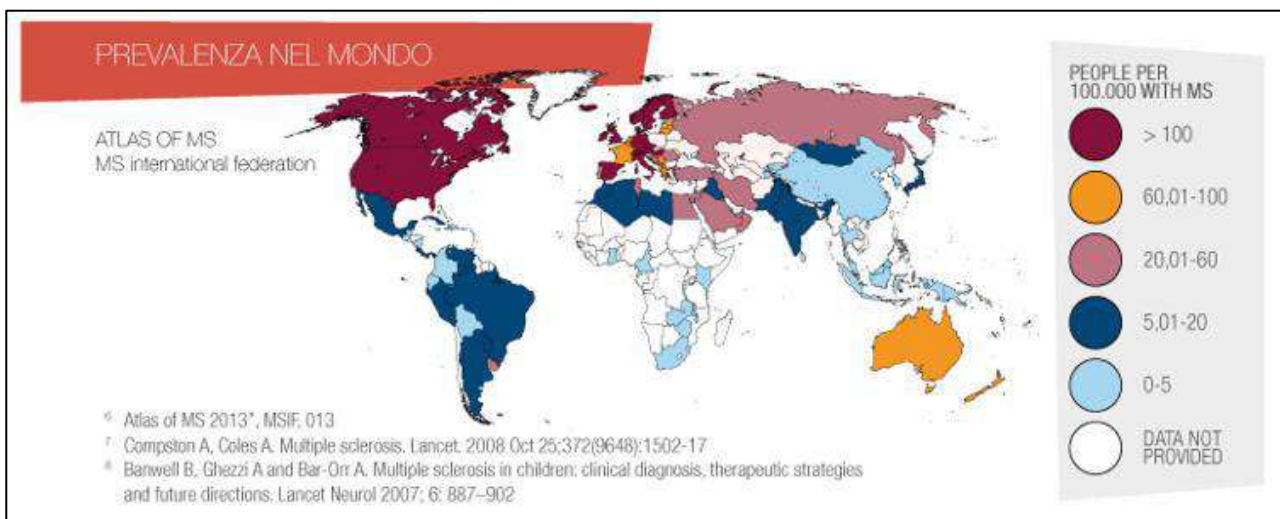 PREVALENZA NEL MONDO
ATLAS OF MS
MS international federation
PEOPLE PER
100.000 WITH MS
> 100
60,01-100
20,01-60
5,01-20
0-5
DATA NOT
PROVIDED
6 Atlas of MS 2013", MSIF, 013
7 Compston A, Coles A. Multiple sclerosis. Lancet. 2008 Oct 25;372(9648):1502-17
8 Banwell B, Ghezzi A and Bar-Orr A. Multiple sclerosis in children: clinical diagnosis, therapeutic strategies
and future directions. Lancet Neurol 2007; 6: 887–902